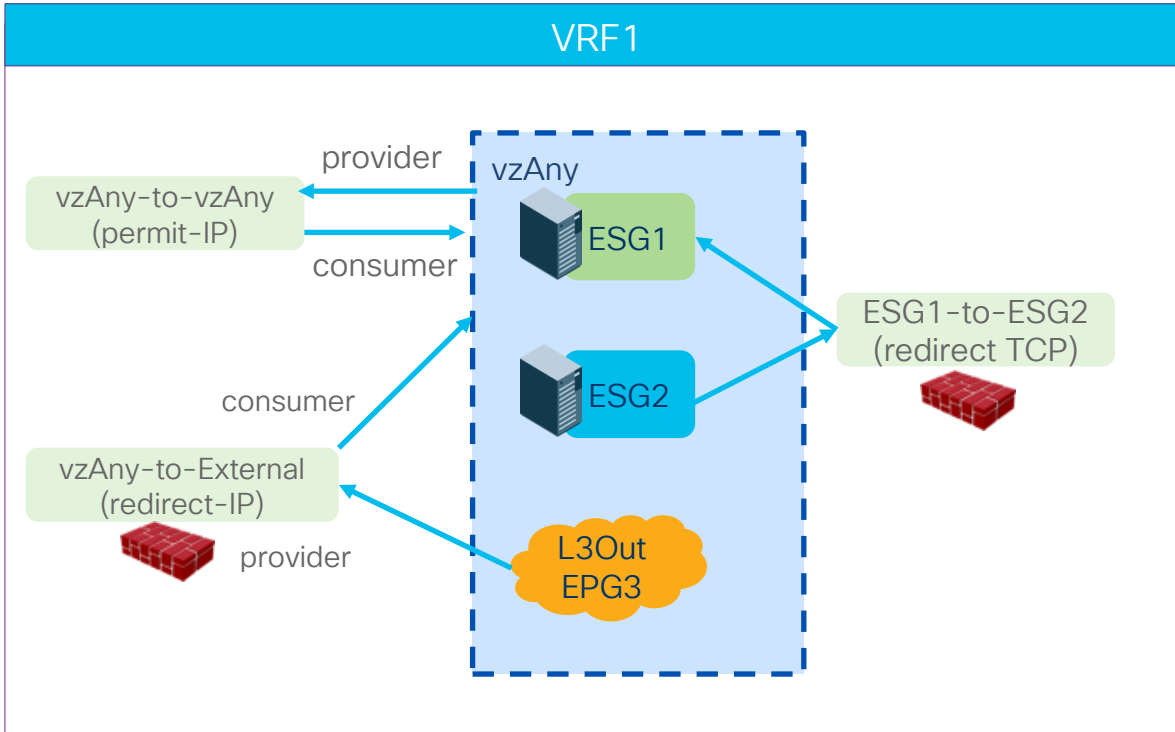 VRF1
provider
vzAny-to-vzAny
(permit-IP)
consumer
vzAny
ESG1
ESG2
ESG1-to-ESG2
(redirect TCP)
consumer
vzAny-to-External
(redirect-IP)
provider
L3Out
EPG3